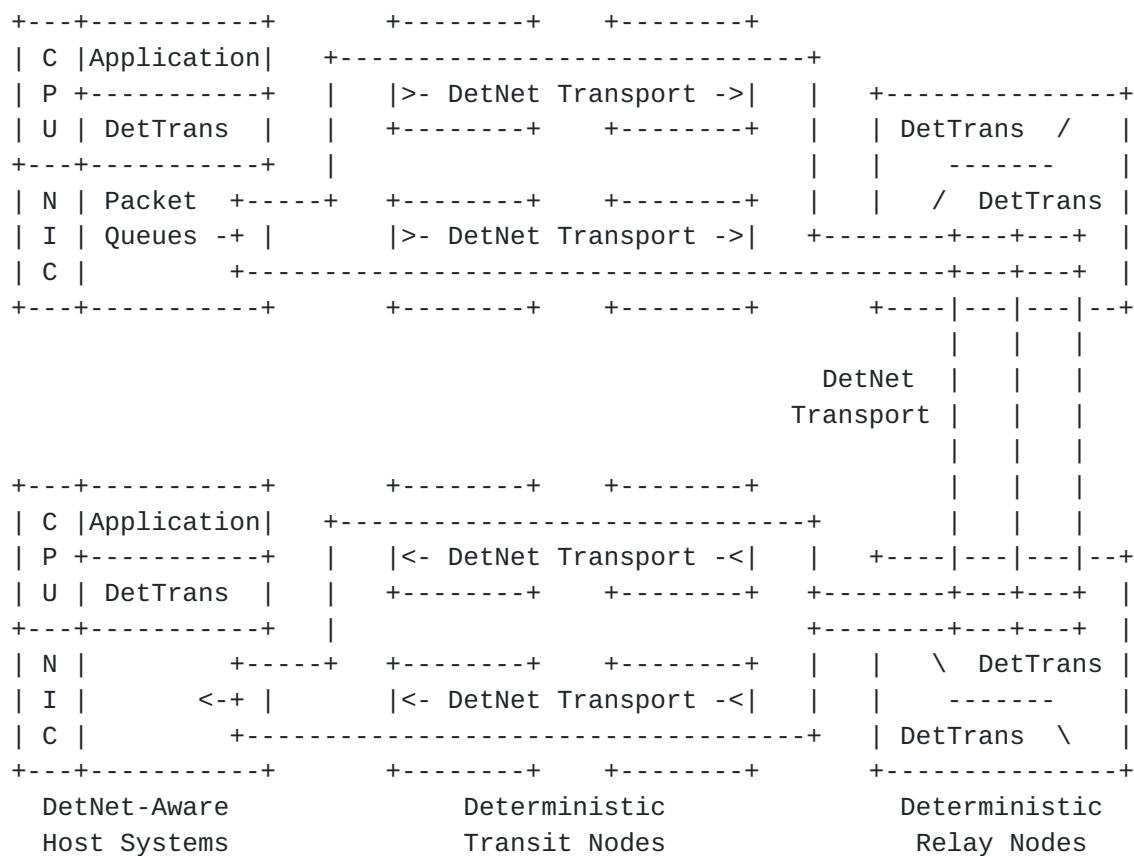 +---+-----------+       +--------+    +--------+
| C |Application|   +------------------------------+
| P +-----------+   |   |>- DetNet Transport ->|   |   +---------------+
| U | DetTrans  |   |   +--------+    +--------+   |   | DetTrans  /   |
+---+-----------+   |                              |   |    -------    |
| N | Packet  +-----+   +--------+    +--------+   |   |   /  DetTrans |
| I | Queues -+ |       |>- DetNet Transport ->|   +--------+---+---+  |
| C |         +---------------------------------------------+---+---+  |
+---+-----------+       +--------+    +--------+       +----|---|---|--+
                                                            |   |   |
                                                    DetNet  |   |   |
                                                  Transport |   |   |
                                                            |   |   |
+---+-----------+       +--------+    +--------+            |   |   |
| C |Application|   +------------------------------+        |   |   |
| P +-----------+   |   |<- DetNet Transport -<|   |   +----|---|---|--+
| U | DetTrans  |   |   +--------+    +--------+   +--------+---+---+  |
+---+-----------+   |                              +--------+---+---+  |
| N |         +-----+   +--------+    +--------+   |   |   \  DetTrans |
| I |       <-+ |       |<- DetNet Transport -<|   |   |    -------    |
| C |         +------------------------------------+   | DetTrans  \   |
+---+-----------+       +--------+    +--------+       +---------------+
  DetNet-Aware               Deterministic               Deterministic
  Host Systems               Transit Nodes                Relay Nodes